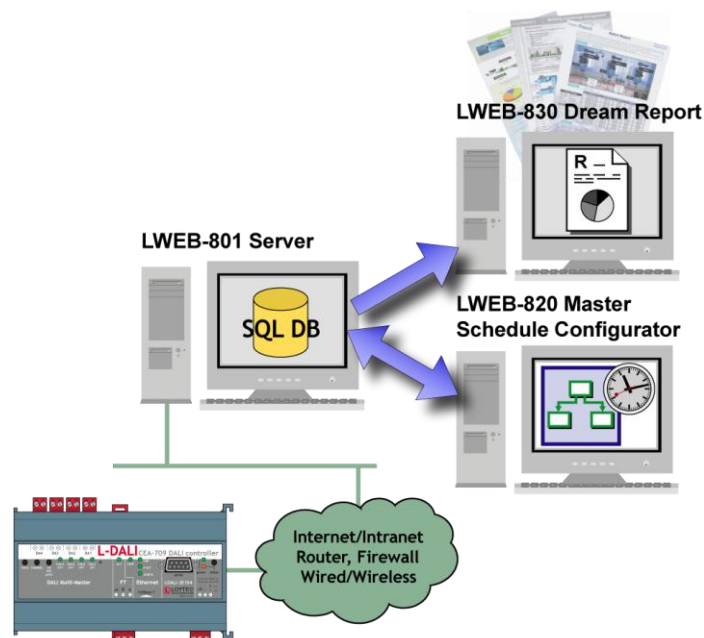 LWEB-830 Dream Report
R
LWEB-801 Server
SQL DB
LWEB-820 Master
Schedule Configurator
Internet/Intranet
Router, Firewall
Wired/Wireless
L-DALI CEA-709 DALI controller
DALI Multi-Master
FT
Ethernet
LOYTEC